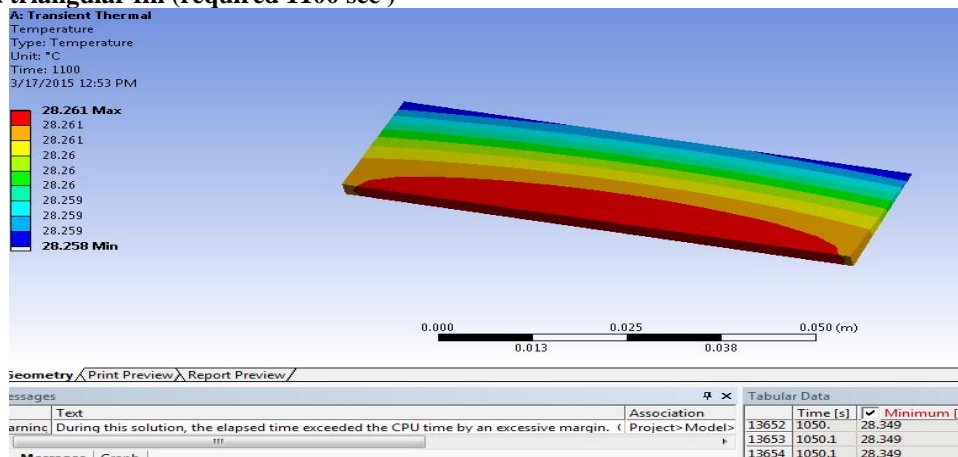 triangular fin (required 1100 sec )
A: Transient Thermal
Temperature
Type: Temperature
Unit: °C
Time: 1100
3/17/2015 12:53 PM
28.261 Max
28.261
28.261
28.26
28.26
28.26
28.259
28.259
28.258 Min
0.000 0.025 0.050 (m)
0.013 0.038
Geometry Print Preview Report Preview
Tabular Data
Text Association Time [s] Minimum [
During this solution, the elapsed time exceeded the CPU time by an excessive margin. ( Project>Model> 13652 1050. 28.349
13653 1050.1 28.349
Messages Graph 13654 1050.1 28.349